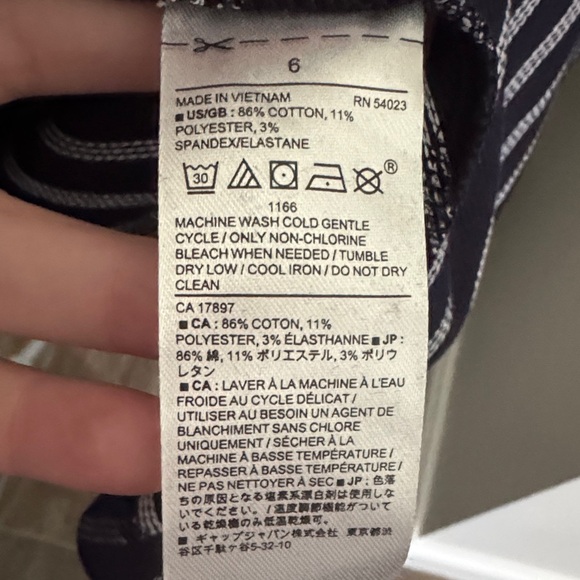 6
MADE IN VIETNAM RN 54023
■ US/GB : 86% COTTON, 11%
POLYESTER, 3%
SPANDEX/ELASTANE
30 ®
1166
MACHINE WASH COLD GENTLE
CYCLE / ONLY NON-CHLORINE
BLEACH WHEN NEEDED / TUMBLE
DRY LOW / COOL IRON / DO NOT DRY
CLEAN
CA 17897
■ CA : 86% COTON, 11%
POLYESTER, 3% ÉLASTHANNE ■ JP :
86% 綿, 11% ポリエステル, 3% ポリウ
レタン
■ CA : LAVER À LA MACHINE À L'EAU
FROIDE AU CYCLE DÉLICAT /
UTILISER AU BESOIN UN AGENT DE
BLANCHIMENT SANS CHLORE
UNIQUEMENT / SÉCHER À LA
MACHINE À BASSE TEMPÉRATURE /
REPASSER À BASSE TEMPÉRATURE /
NE PAS NETTOYER À SEC ■ JP : 色落
ちの原因となる塩素系漂白剤は使用しな
いでください。/ 温度調節機能がついて
いる乾燥機のみ低温乾燥可。
■ ギャップジャパン株式会社 東京都渋
谷区千駄ケ谷5-32-10